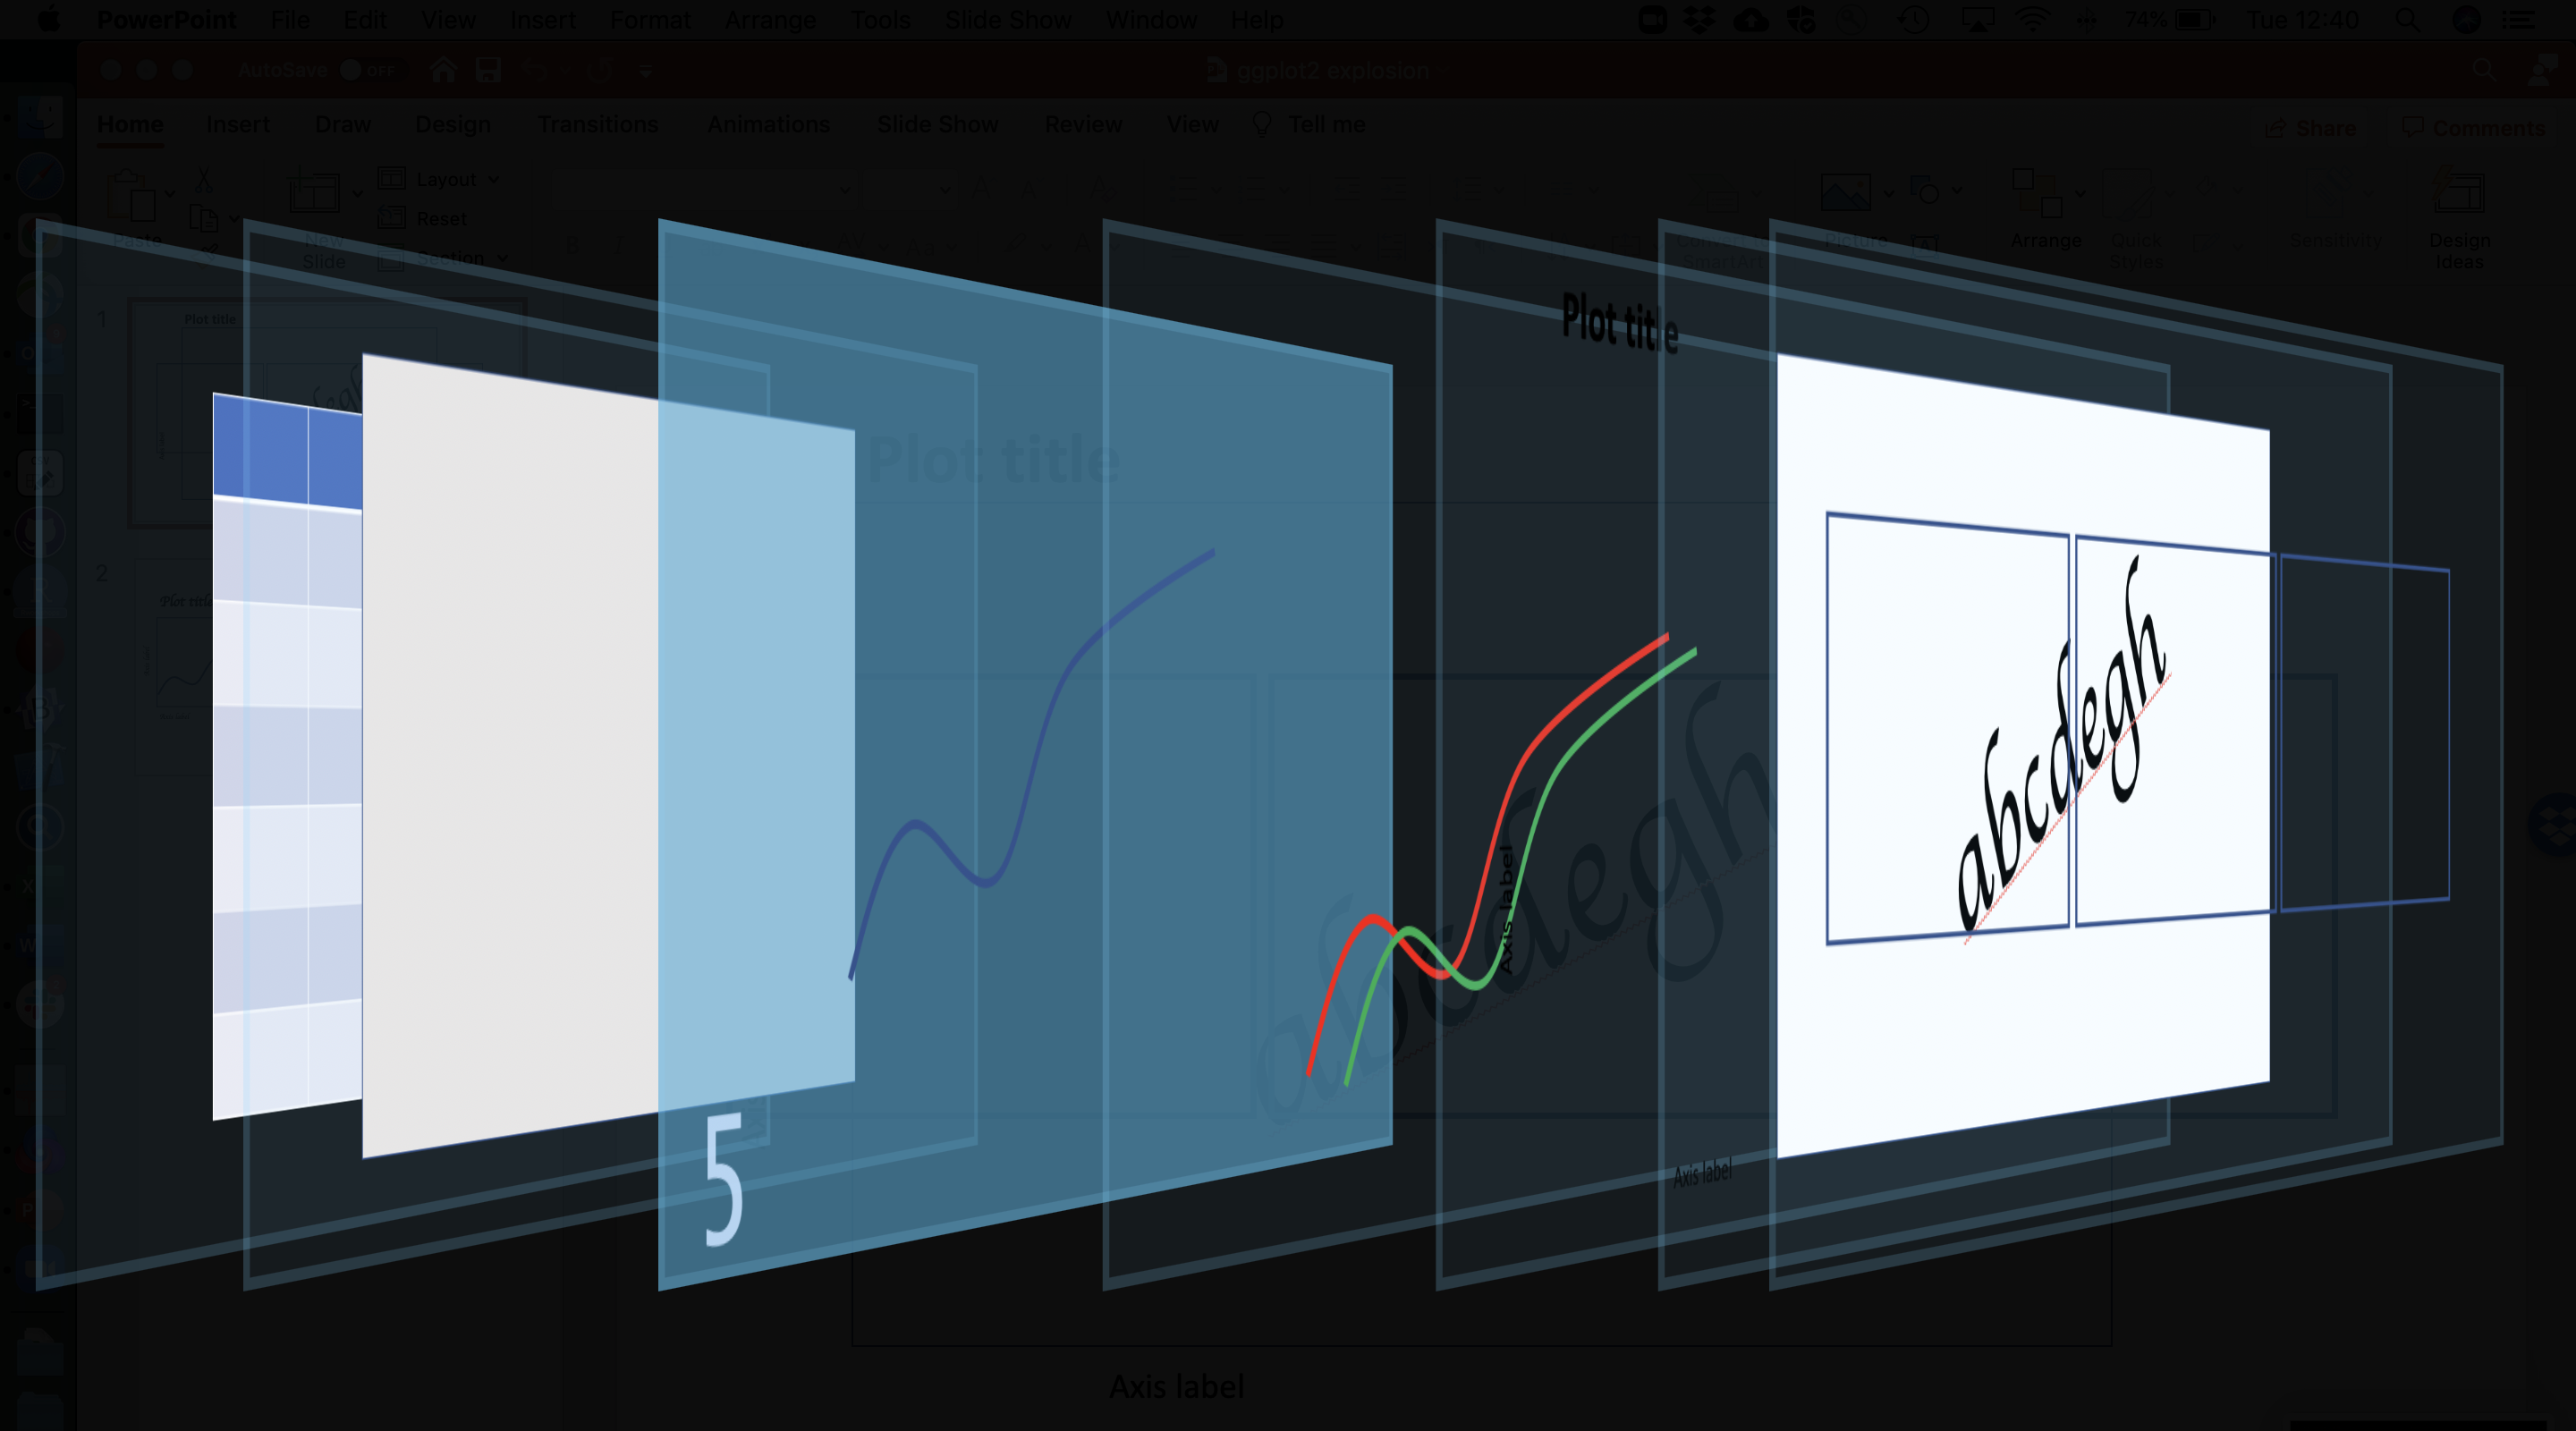 PowerPoint File Edit View Insert Format Arrange Tools Slide Show Window Help 74% Tue 12:40
AutoSave OFF ggplot2 explosion
Home Insert Draw Design Transitions Animations Slide Show Review View Tell me Share Comments
Layout
Reset
Section
Paste
New
Slide
Convert to
SmartArt
Picture
Arrange
Quick
Styles
Sensitivity
Design
Ideas
1
Plot title
2
Plot title
Plot title
Plot title
abcdegh
abcdegh
Axis label
Axis label
5
Axis label